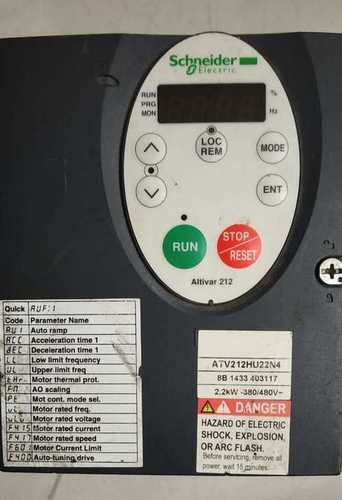 Schneider
Electric
RUN
PRG
MON
%
Hz
LOC
REM
MODE
ENT
RUN
STOP
RESET
Altivar 212
Quick AUF:1
Code Parameter Name
AU1 Auto ramp
ACC Acceleration time 1
dEC Deceleration time 1
LL Low limit frequency
UL Upper limit freq
tHr Motor thermal prot.
FM AO scaling
Pt Mot cont. mode sel.
uL Motor rated freq.
uLu Motor rated voltage
F415 Motor rated current
F417 Motor rated speed
F601 Motor Current Limit
F400 Auto-tuning drive
ATV212HU22N4
8B 1433 403117
2,2kW -380/480V~
DANGER
HAZARD OF ELECTRIC
SHOCK, EXPLOSION,
OR ARC FLASH.
Before servicing, remove all
power, wait 15 minutes.